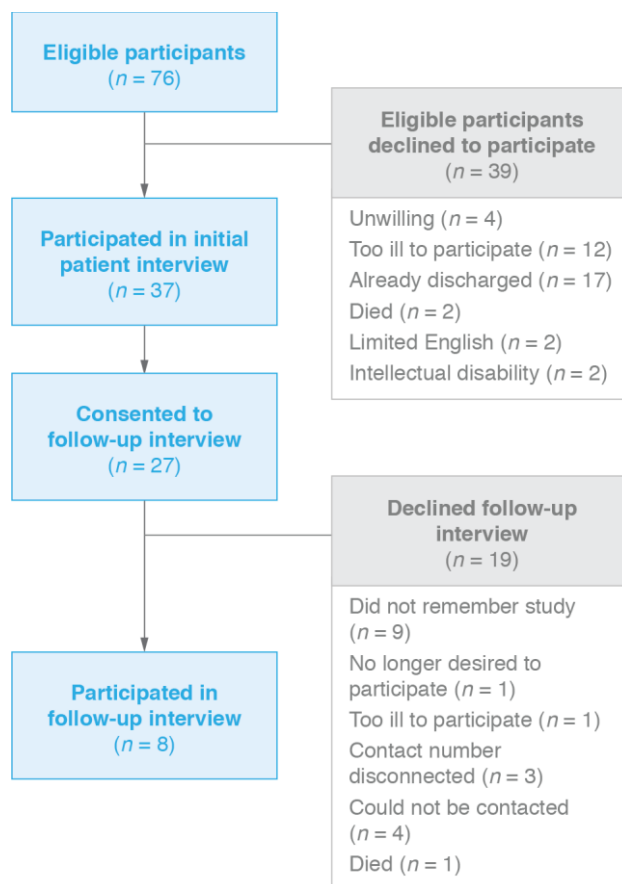 Eligible participants
(n = 76)
Eligible participants
declined to participate
(n = 39)
Unwilling (n = 4)
Too ill to participate (n = 12)
Already discharged (n = 17)
Died (n = 2)
Limited English (n = 2)
Intellectual disability (n = 2)
Participated in initial
patient interview
(n = 37)
Consented to
follow-up interview
(n = 27)
Declined follow-up
interview
(n = 19)
Did not remember study
(n = 9)
No longer desired to
participate (n = 1)
Too ill to participate (n = 1)
Contact number
disconnected (n = 3)
Could not be contacted
(n = 4)
Died (n = 1)
Participated in
follow-up interview
(n = 8)